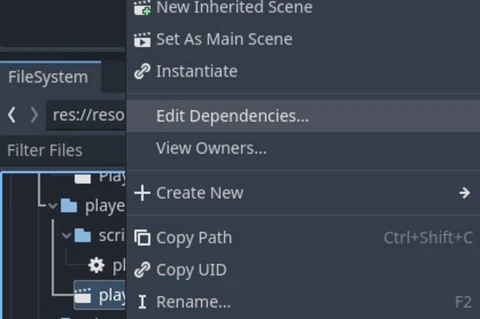 New Inherited Scene
Set As Main Scene
FileSystem
Instantiate
res://reso
Edit Dependencies...
Filter Files
View Owners...
Play
playe
Create New
scri
Copy Path Ctrl+Shift+C
pl
Copy UID
play
Rename... F2